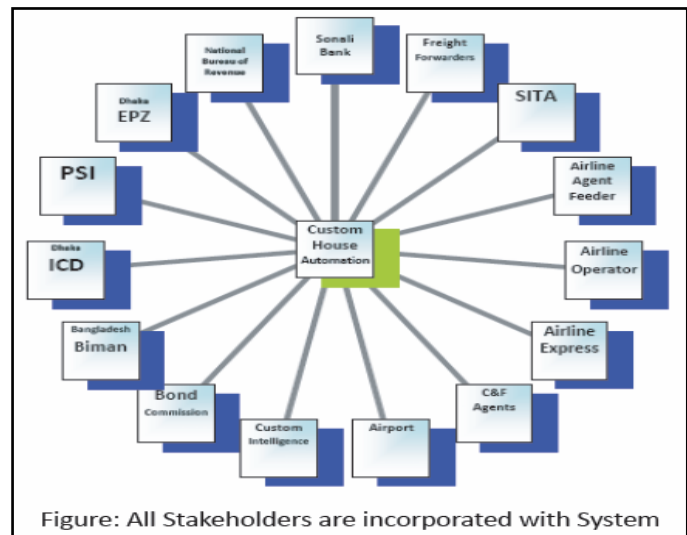 Sonali
Bank
Freight
Forwarders
SITA
Airline
Agent
Feeder
Airline
Operator
Airline
Express
C&F
Agents
Airport
Custom
Intelligence
Bond
Commission
Bangladesh
Biman
Dhaka
ICD
PSI
Dhaka
EPZ
National
Bureau of
Revenue
Custom
House
Automation
Figure: All Stakeholders are incorporated with System